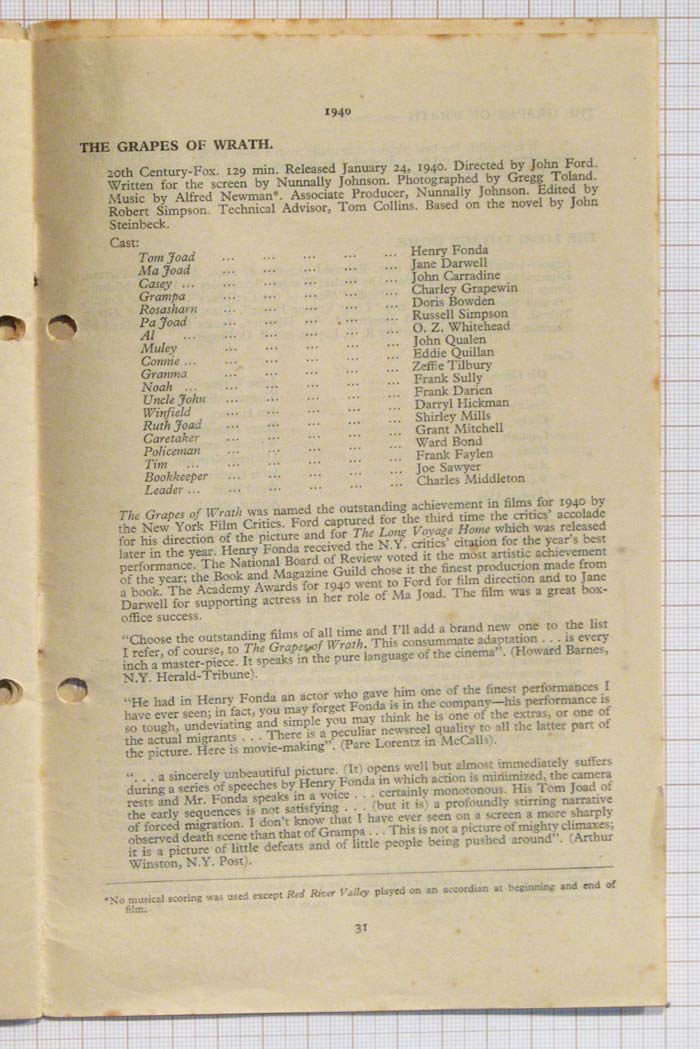 1940
THE GRAPES OF WRATH.
20th Century-Fox. 129 min. Released January 24, 1940. Directed by John Ford.
Written for the screen by Nunnally Johnson. Photographed by Gregg Toland.
Music by Alfred Newman*. Associate Producer, Nunnally Johnson. Edited by
Robert Simpson. Technical Advisor, Tom Collins. Based on the novel by John
Steinbeck.
Cast:
Tom Joad ... ... ... ... ... Henry Fonda
Ma Joad ... ... ... ... ... Jane Darwell
Casey ... ... ... ... ... John Carradine
Grampa ... ... ... ... ... Charley Grapewin
Rosasharn ... ... ... ... ... Doris Bowden
Pa Joad ... ... ... ... ... Russell Simpson
Al ... ... ... ... ... ... O. Z. Whitehead
Muley ... ... ... ... ... John Qualen
Connie ... ... ... ... ... ... Eddie Quillan
Granma ... ... ... ... ... Zeffie Tilbury
Noah ... ... ... ... ... ... Frank Sully
Uncle John ... ... ... ... ... Frank Darien
Winfield ... ... ... ... ... Darryl Hickman
Ruth Joad ... ... ... ... ... Shirley Mills
Caretaker ... ... ... ... ... Grant Mitchell
Policeman ... ... ... ... ... Ward Bond
Tim ... ... ... ... ... ... Frank Faylen
Bookkeeper ... ... ... ... ... Joe Sawyer
Leader ... ... ... ... ... ... Charles Middleton
The Grapes of Wrath was named the outstanding achievement in films for 1940 by
the New York Film Critics. Ford captured for the third time the critics' accolade
for his direction of the picture and for The Long Voyage Home which was released
later in the year. Henry Fonda received the N.Y. critics' citation for the year's best
performance. The National Board of Review voted it the most artistic achievement
of the year; the Book and Magazine Guild chose it the finest production made from
a book. The Academy Awards for 1940 went to Ford for film direction and to Jane
Darwell for supporting actress in her role of Ma Joad. The film was a great box-
office success.
"Choose the outstanding films of all time and I'll add a brand new one to the list
I refer, of course, to The Grapes of Wrath. This consummate adaptation . . . is every
inch a master-piece. It speaks in the pure language of the cinema". (Howard Barnes,
N.Y. Herald-Tribune).
"He had in Henry Fonda an actor who gave him one of the finest performances I
have ever seen; in fact, you may forget Fonda is in the company—his performance is
so tough, undeviating and simple you may think he is one of the extras, or one of
the actual migrants . . . There is a peculiar newsreel quality to all the latter part of
the picture. Here is movie-making". (Pare Lorentz in McCalls).
". . . a sincerely unbeautiful picture. (It) opens well but almost immediately suffers
during a series of speeches by Henry Fonda in which action is minimized, the camera
rests and Mr. Fonda speaks in a voice . . . certainly monotonous. His Tom Joad of
the early sequences is not satisfying . . . (but it is) a profoundly stirring narrative
of forced migration. I don't know that I have ever seen on a screen a more sharply
observed death scene than that of Grampa . . . This is not a picture of mighty climaxes;
it is a picture of little defeats and of little people being pushed around". (Arthur
Winston, N.Y. Post).
*No musical scoring was used except Red River Valley played on an accordian at beginning and end of
film.
31